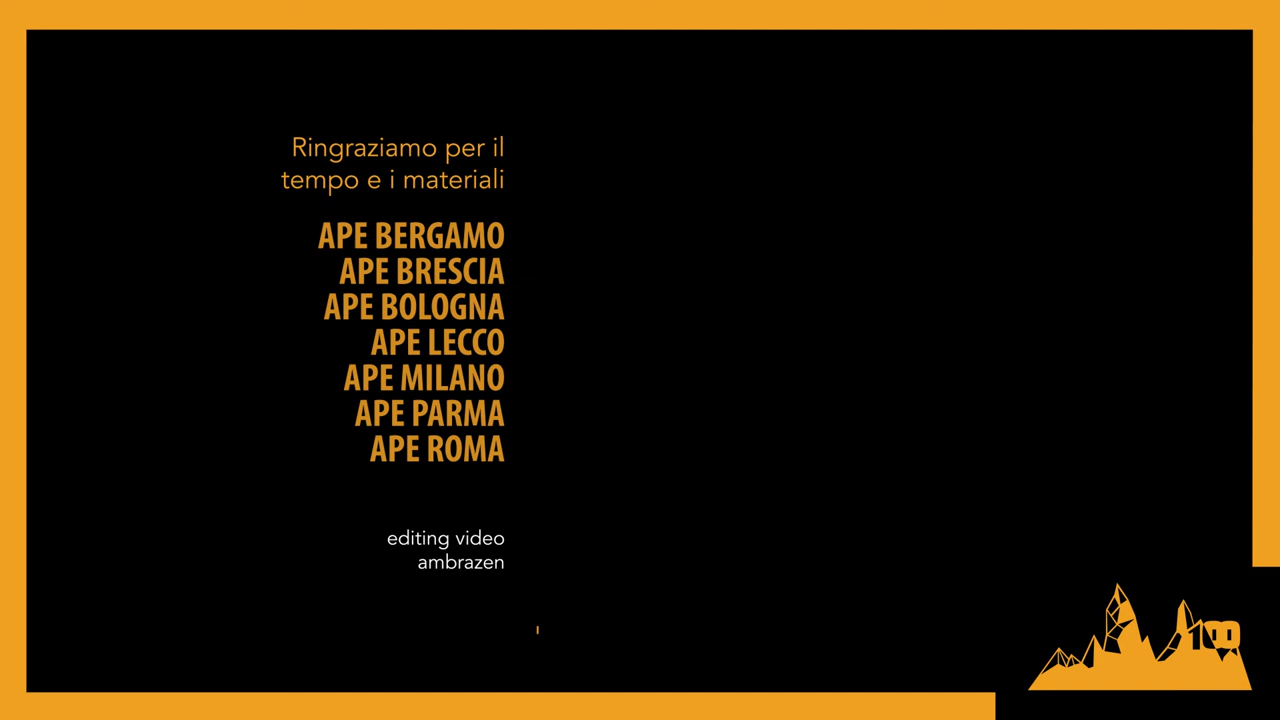 Ringraziamo per il
tempo e i materiali
APE BERGAMO
APE BRESCIA
APE BOLOGNA
APE LECCO
APE MILANO
APE PARMA
APE ROMA
editing video
ambrazen
100